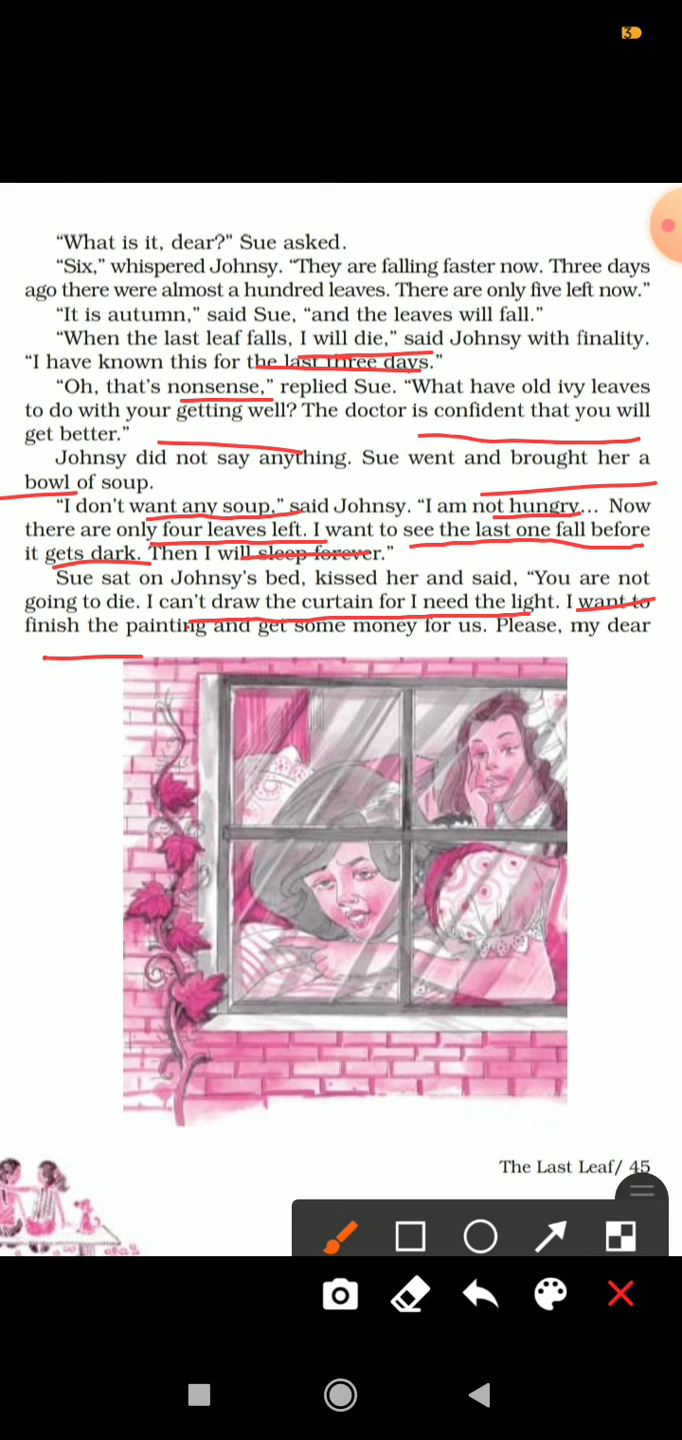 3
“What is it, dear?” Sue asked.
“Six,” whispered Johnsy. “They are falling faster now. Three days
ago there were almost a hundred leaves. There are only five left now.”
“It is autumn,” said Sue, “and the leaves will fall.”
“When the last leaf falls, I will die,” said Johnsy with finality.
“I have known this for the last three days.”
“Oh, that’s nonsense,” replied Sue. “What have old ivy leaves
to do with your getting well? The doctor is confident that you will
get better.”
Johnsy did not say anything. Sue went and brought her a
bowl of soup.
“I don’t want any soup,” said Johnsy. “I am not hungry... Now
there are only four leaves left. I want to see the last one fall before
it gets dark. Then I will sleep forever.”
Sue sat on Johnsy’s bed, kissed her and said, “You are not
going to die. I can’t draw the curtain for I need the light. I want to
finish the painting and get some money for us. Please, my dear
The Last Leaf/ 45